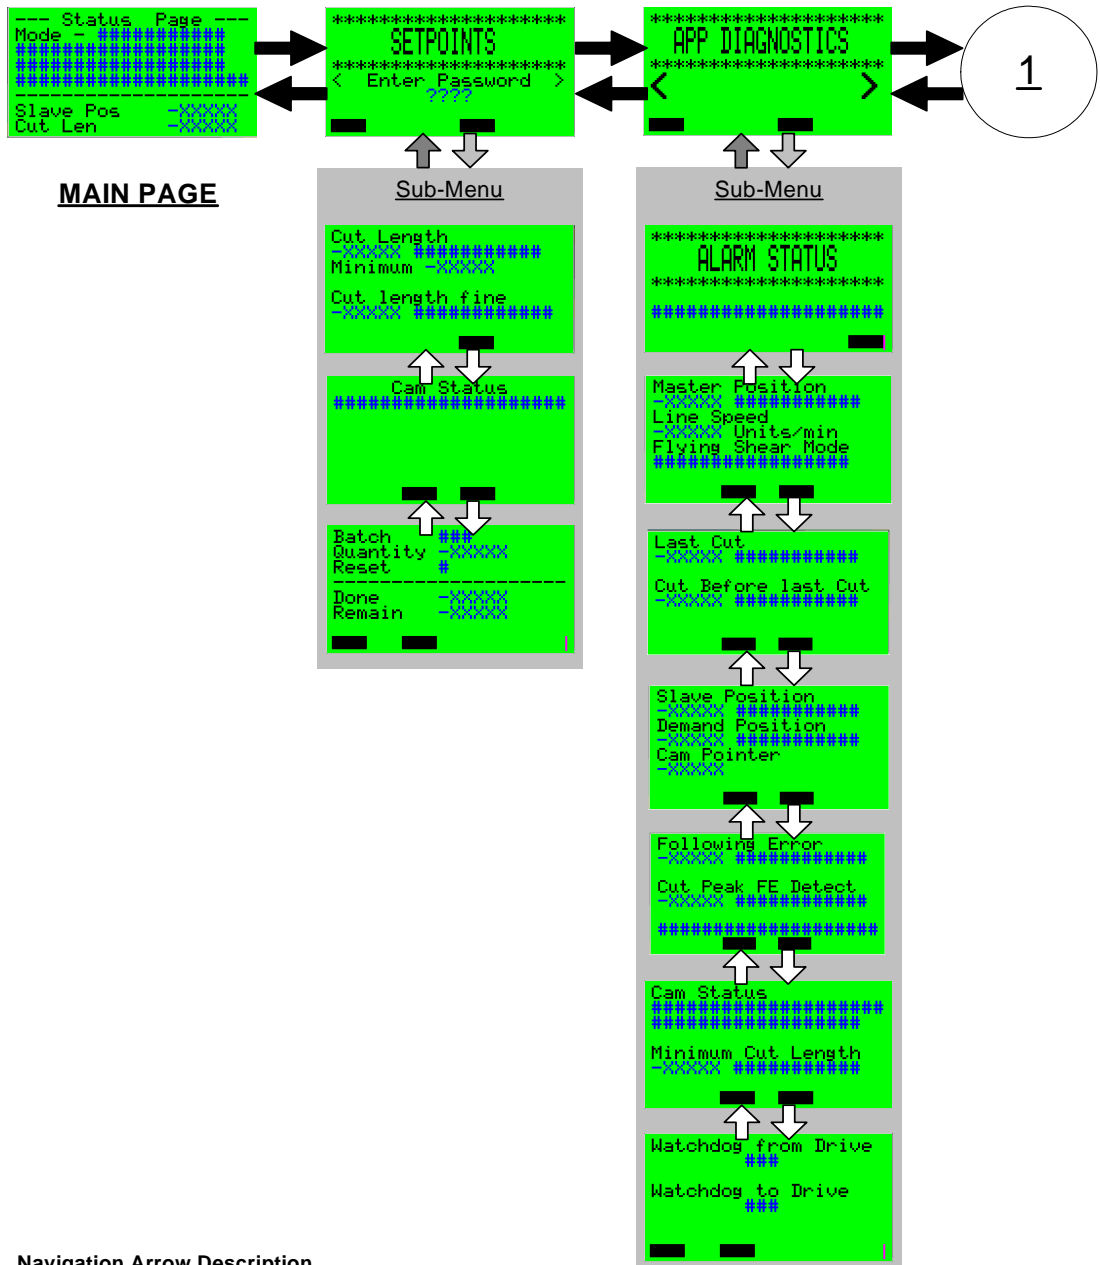 --- Status Page ---
Mode - ###########
##################
##################
####################
--------------------
Slave Pos -XXXXX
Cut Len -XXXXX
MAIN PAGE
********************
SETPOINTS
********************
< Enter Password >
????
********************
APP DIAGNOSTICS
********************
< >
1
Sub-Menu
Cut Length
-XXXXX ###########
Minimum -XXXXX
Cut length fine
-XXXXX ############
Cam Status
####################
Batch ###
Quantity -XXXXX
Reset #
--------------------
Done -XXXXX
Remain -XXXXX
Sub-Menu
********************
ALARM STATUS
********************
####################
Master Position
-XXXXX ###########
Line Speed
-XXXXX Units/min
Flying Shear Mode
#################
Last Cut
-XXXXX ###########
Cut Before last Cut
-XXXXX ###########
Slave Position
-XXXXX ###########
Demand Position
-XXXXX ###########
Cam Pointer
-XXXXX
Following Error
-XXXXX ############
Cut Peak FE Detect
-XXXXX ############
####################
Cam Status
####################
##################
Minimum Cut Length
-XXXXX ###########
Watchdog from Drive
###
Watchdog to Drive
###
Navigation Arrow Description